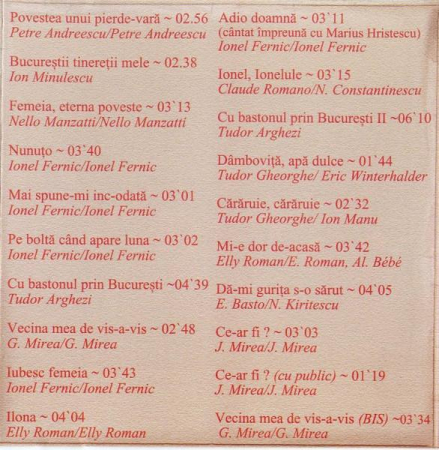 Povestea unui pierde-vară ~ 02.56
Petre Andreescu/Petre Andreescu
Bucureştii tinereţii mele ~ 02.38
Ion Minulescu
Femeia, eterna poveste ~ 03`13
Nello Manzatti/Nello Manzatti
Nunuţo ~ 03`40
Ionel Fernic/Ionel Fernic
Mai spune-mi inc-odată ~ 03`01
Ionel Fernic/Ionel Fernic
Pe boltă când apare luna ~ 03`02
Ionel Fernic/Ionel Fernic
Cu bastonul prin Bucureşti ~04`39
Tudor Arghezi
Vecina mea de vis-a-vis ~ 02`48
G. Mirea/G. Mirea
Iubesc femeia ~ 03`43
Ionel Fernic/Ionel Fernic
Ilona ~ 04`04
Elly Roman/Elly Roman
Adio doamnă ~ 03`11
(cântat împreună cu Marius Hristescu)
Ionel Fernic/Ionel Fernic
Ionel, Ionelule ~ 03`15
Claude Romano/N. Constantinescu
Cu bastonul prin Bucureşti II ~06`10
Tudor Arghezi
Dâmboviţă, apă dulce ~ 01`44
Tudor Gheorghe/ Eric Winterhalder
Cărăruie, cărăruie ~ 02`32
Tudor Gheorghe/ Ion Manu
Mi-e dor de-acasă ~ 03`42
Elly Roman/E. Roman, Al. Bébé
Dă-mi guriţa s-o sărut ~ 04`05
E. Basto/N. Kiritescu
Ce-ar fi ? ~ 03`03
J. Mirea/J. Mirea
Ce-ar fi ? (cu public) ~ 01`19
J. Mirea/J. Mirea
Vecina mea de vis-a-vis (BIS) ~03`34
G. Mirea/G. Mirea